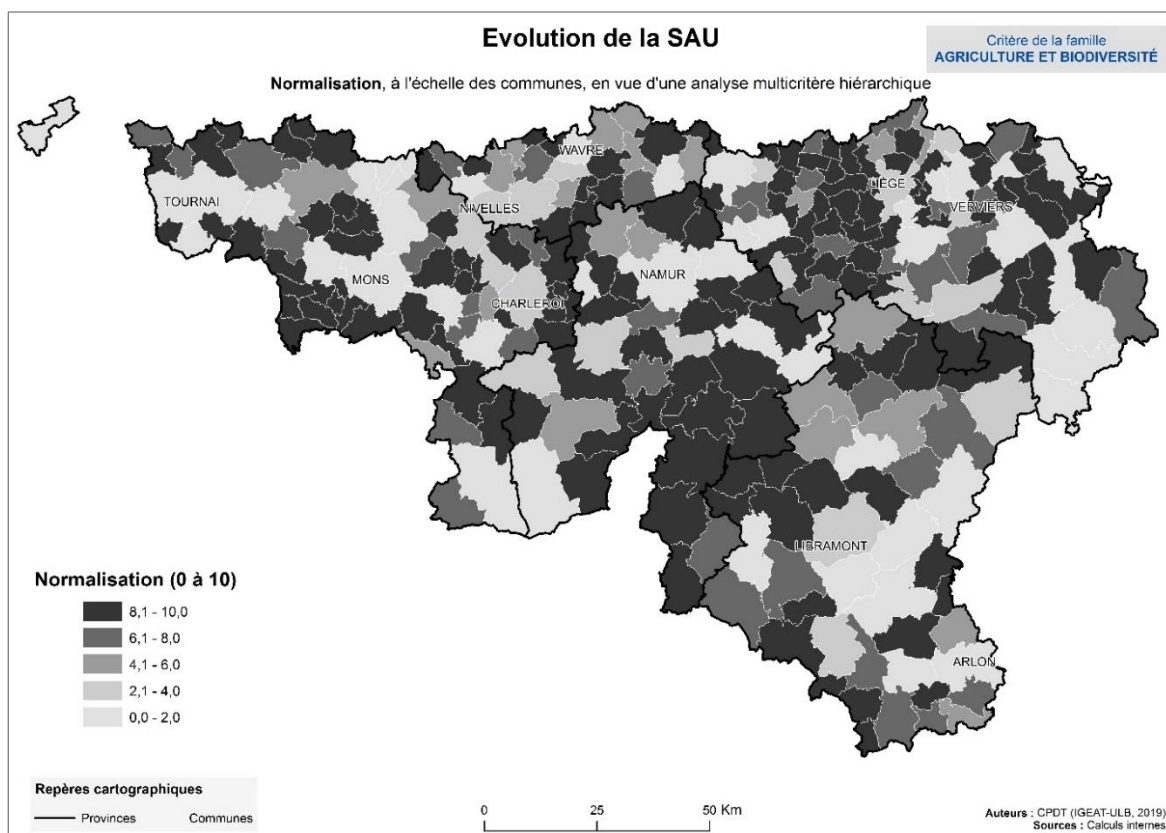 Evolution de la SAU
Critère de la famille
AGRICULTURE ET BIODIVERSITÉ
Normalisation, à l'échelle des communes, en vue d'une analyse multicritère hiérarchique
WAVRE
TOURNAI
NIVELLES
LIÈGE
VERVIERS
MONS
CHARLEROI
NAMUR
LIBRAMONT
ARLON
Normalisation (0 à 10)
8,1 - 10,0
6,1 - 8,0
4,1 - 6,0
2,1 - 4,0
0,0 - 2,0
Repères cartographiques
Provinces Communes
0 25 50 Km
Auteurs : CPDT (IGEAT-ULB, 2019)
Sources : Calculs internes